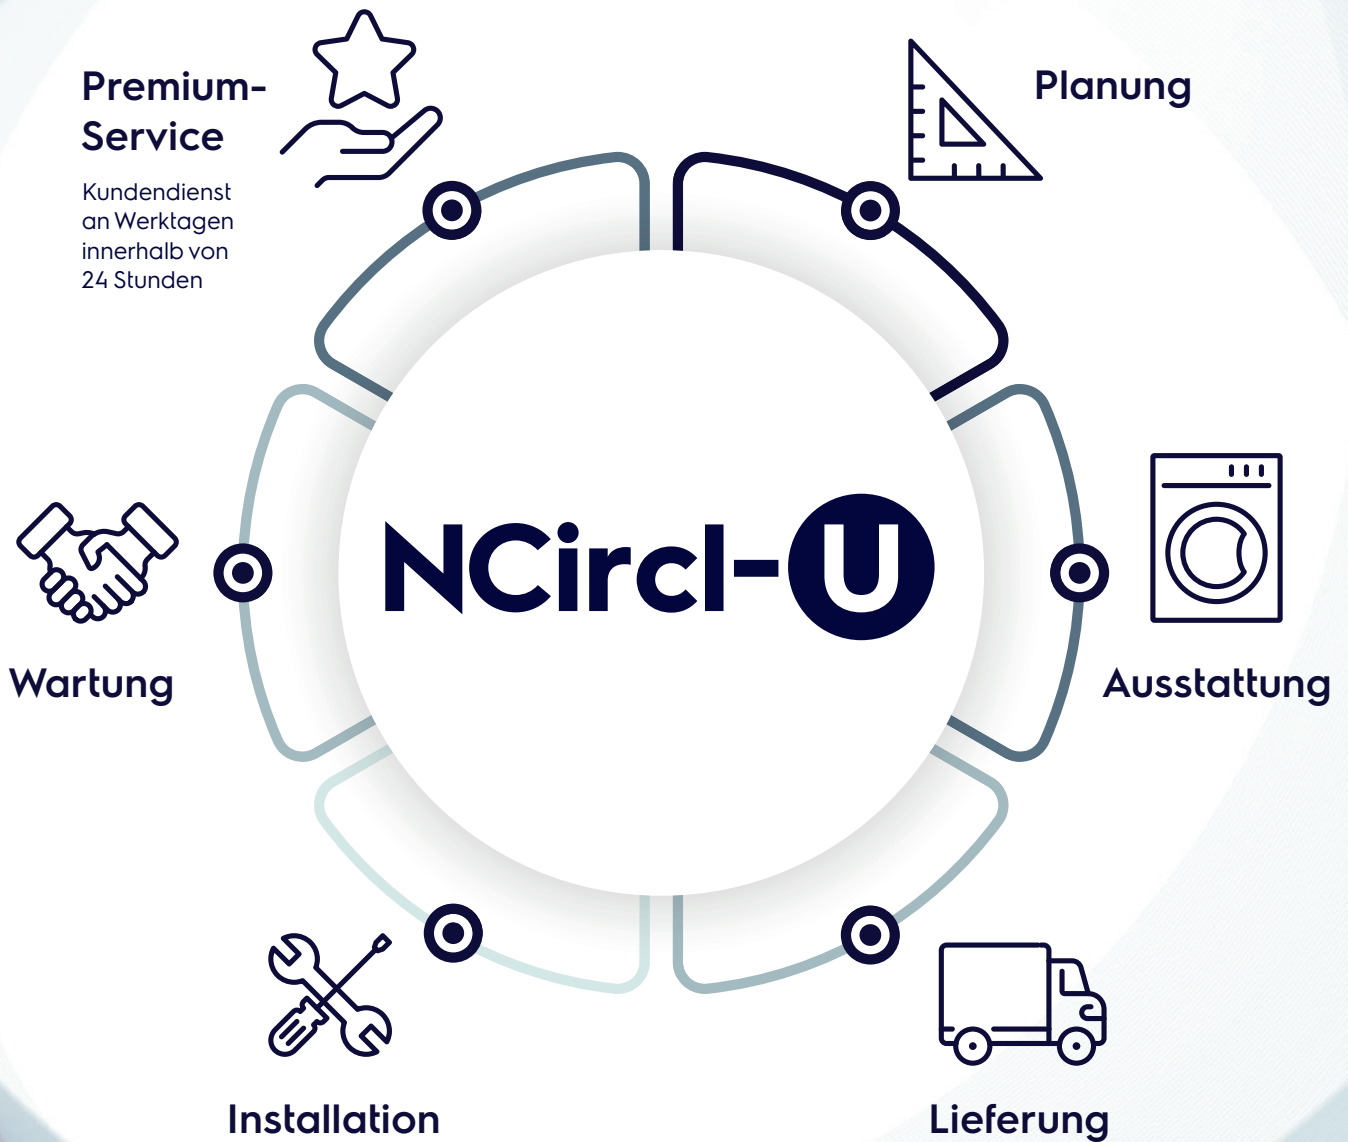 Premium-
Service
Kundendienst
an Werktagen
innerhalb von
24 Stunden
Planung
NCircl-U
Wartung
Ausstattung
Installation
Lieferung